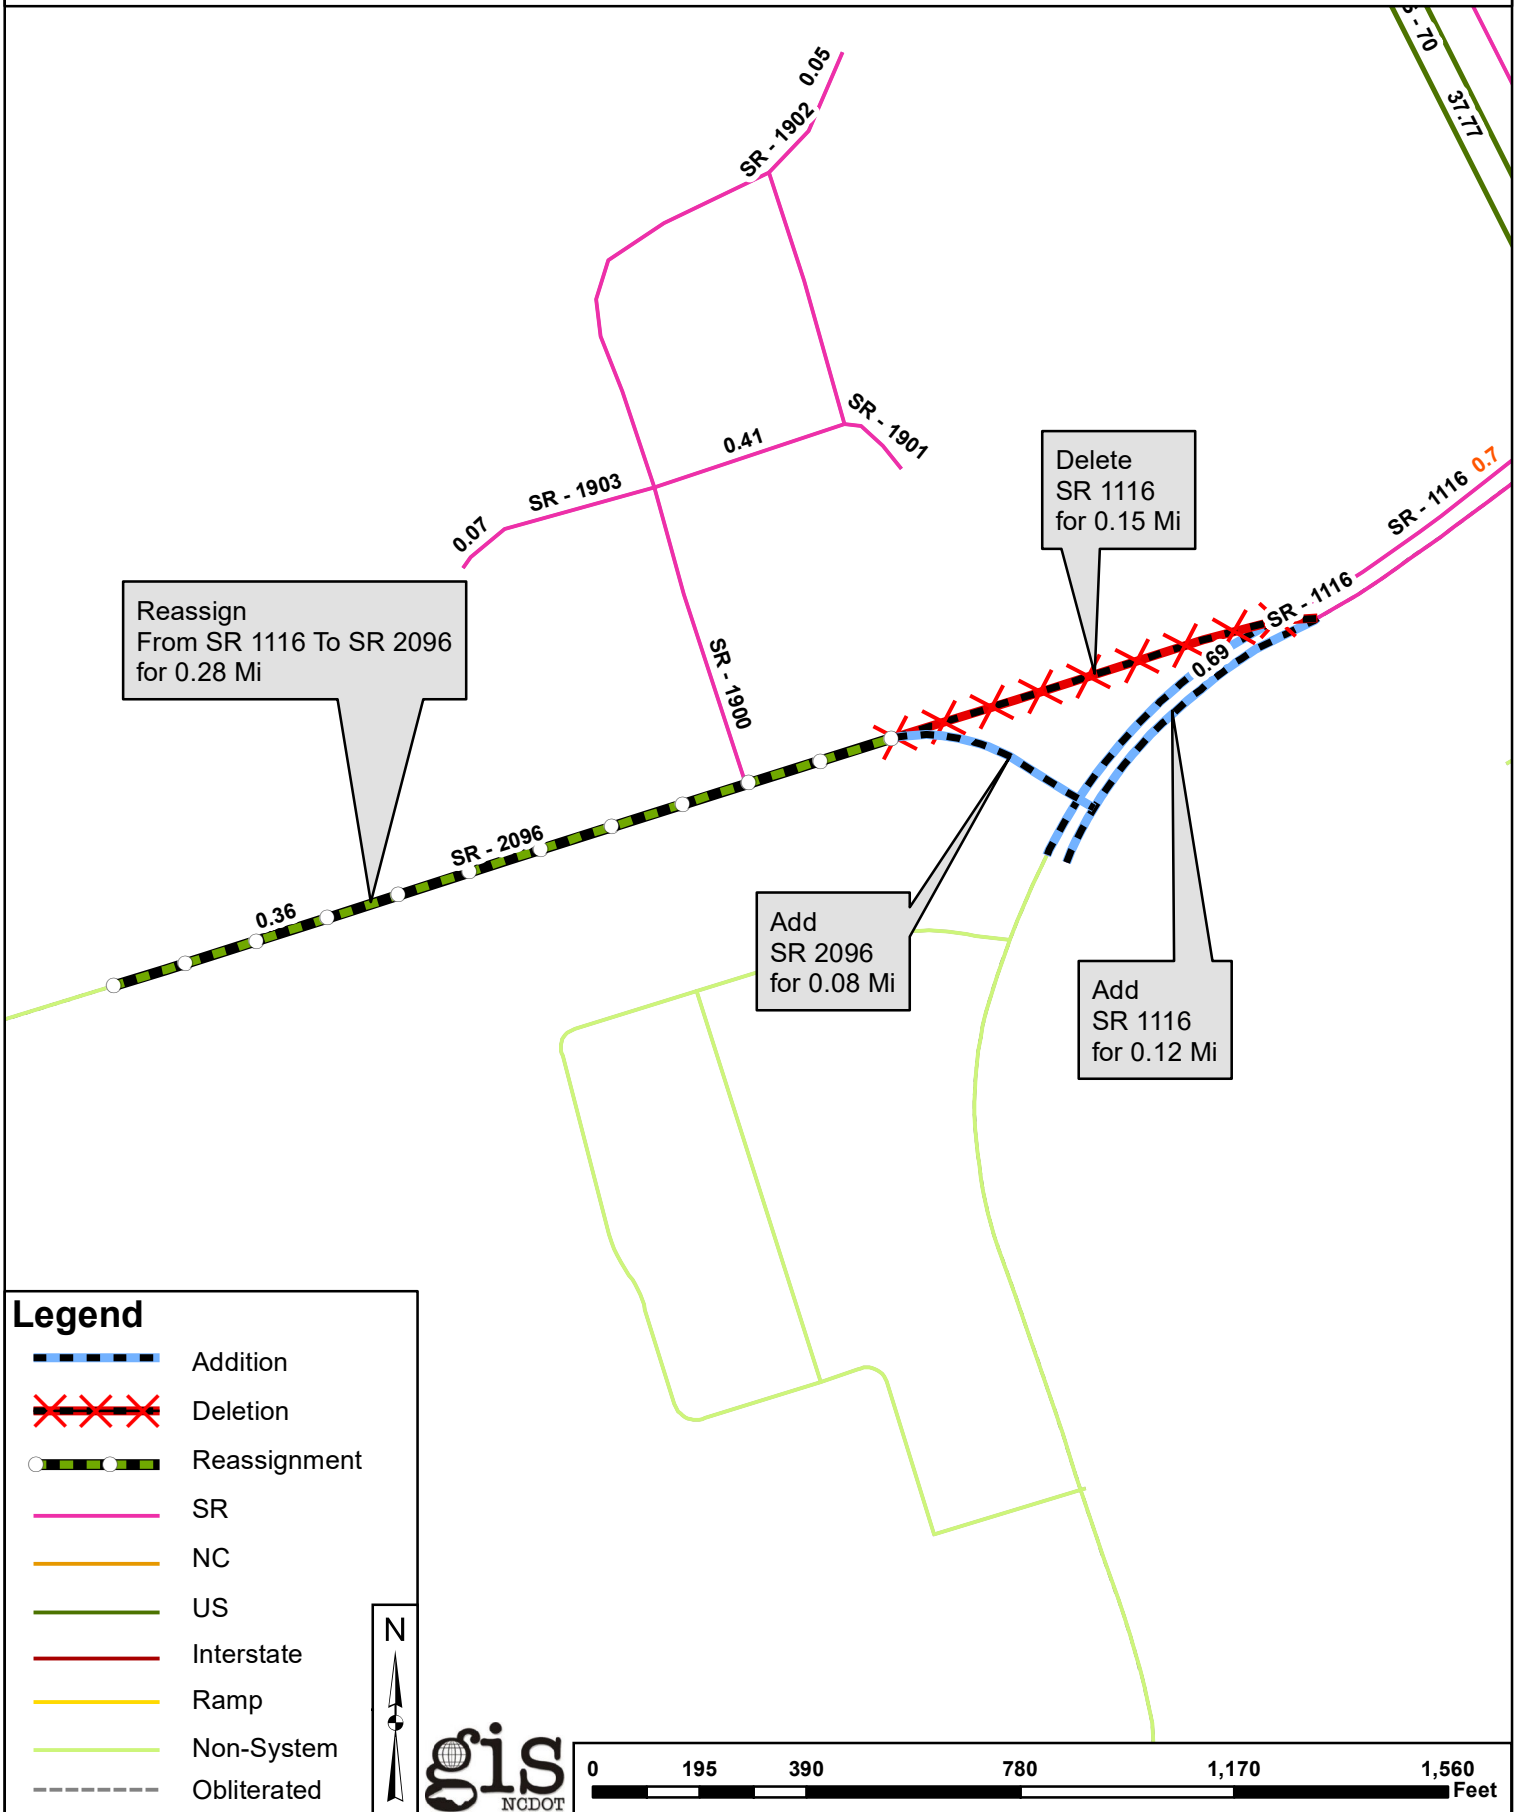 0.05
SR - 1902
- 70
37.77
SR - 1901
0.41
SR - 1903
0.07
Delete
SR 1116
for 0.15 Mi
SR - 1116 0.7
SR - 1116
Reassign
From SR 1116 To SR 2096
for 0.28 Mi
SR - 1900
0.69
SR - 2096
0.36
Add
SR 2096
for 0.08 Mi
Add
SR 1116
for 0.12 Mi
Legend
Addition
Deletion
Reassignment
SR
NC
US
Interstate
Ramp
Non-System
Obliterated
N
gis
NCDOT
0 195 390 780 1,170 1,560
Feet